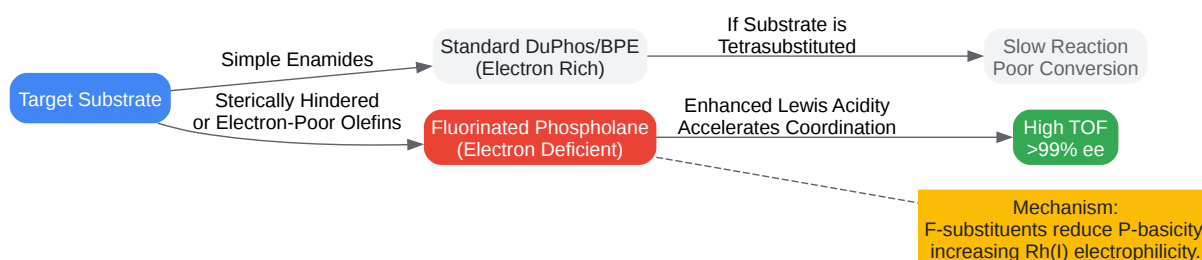 Target Substrate
Simple Enamides
Sterically Hindered
or Electron-Poor Olefins
Standard DuPhos/BPE
(Electron Rich)
Fluorinated Phospholane
(Electron Deficient)
If Substrate is
Tetrasubstituted
Enhanced Lewis Acidity
Accelerates Coordination
Slow Reaction
Poor Conversion
High TOF
>99% ee
Mechanism:
F-substituents reduce P-basicity,
increasing Rh(I) electrophilicity.